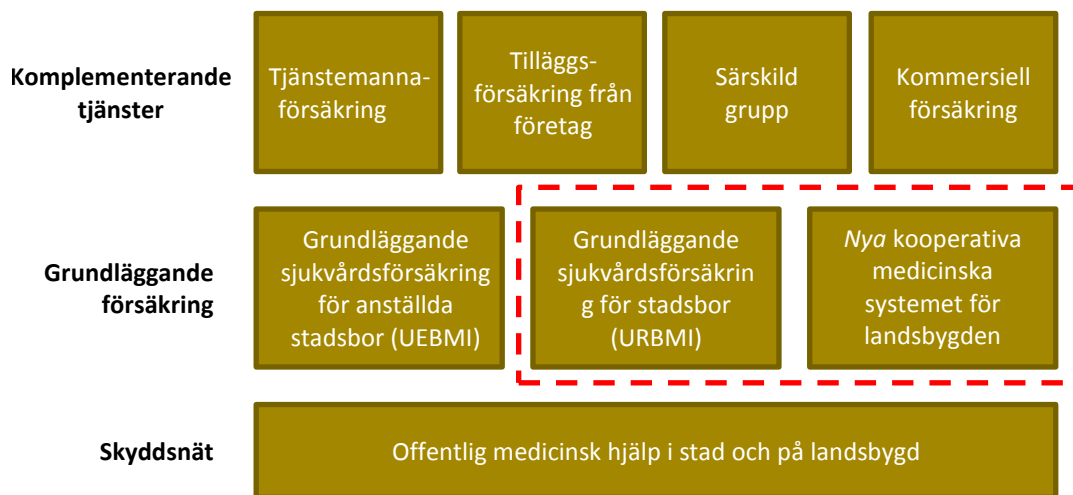 Komplementerande
tjänster
Tjänstemanna-
försäkring
Tilläggs-
försäkring från
företag
Särskild
grupp
Kommersiell
försäkring
Grundläggande
försäkring
Grundläggande
sjukvårdsförsäkring
för anställda
stadsbor (UEBMI)
Grundläggande
sjukvårdsförsäkrin
g för stadsbor
(URBMI)
Nya kooperativa
medicinska
systemet för
landsbygden
Skyddsnät
Offentlig medicinsk hjälp i stad och på landsbygd